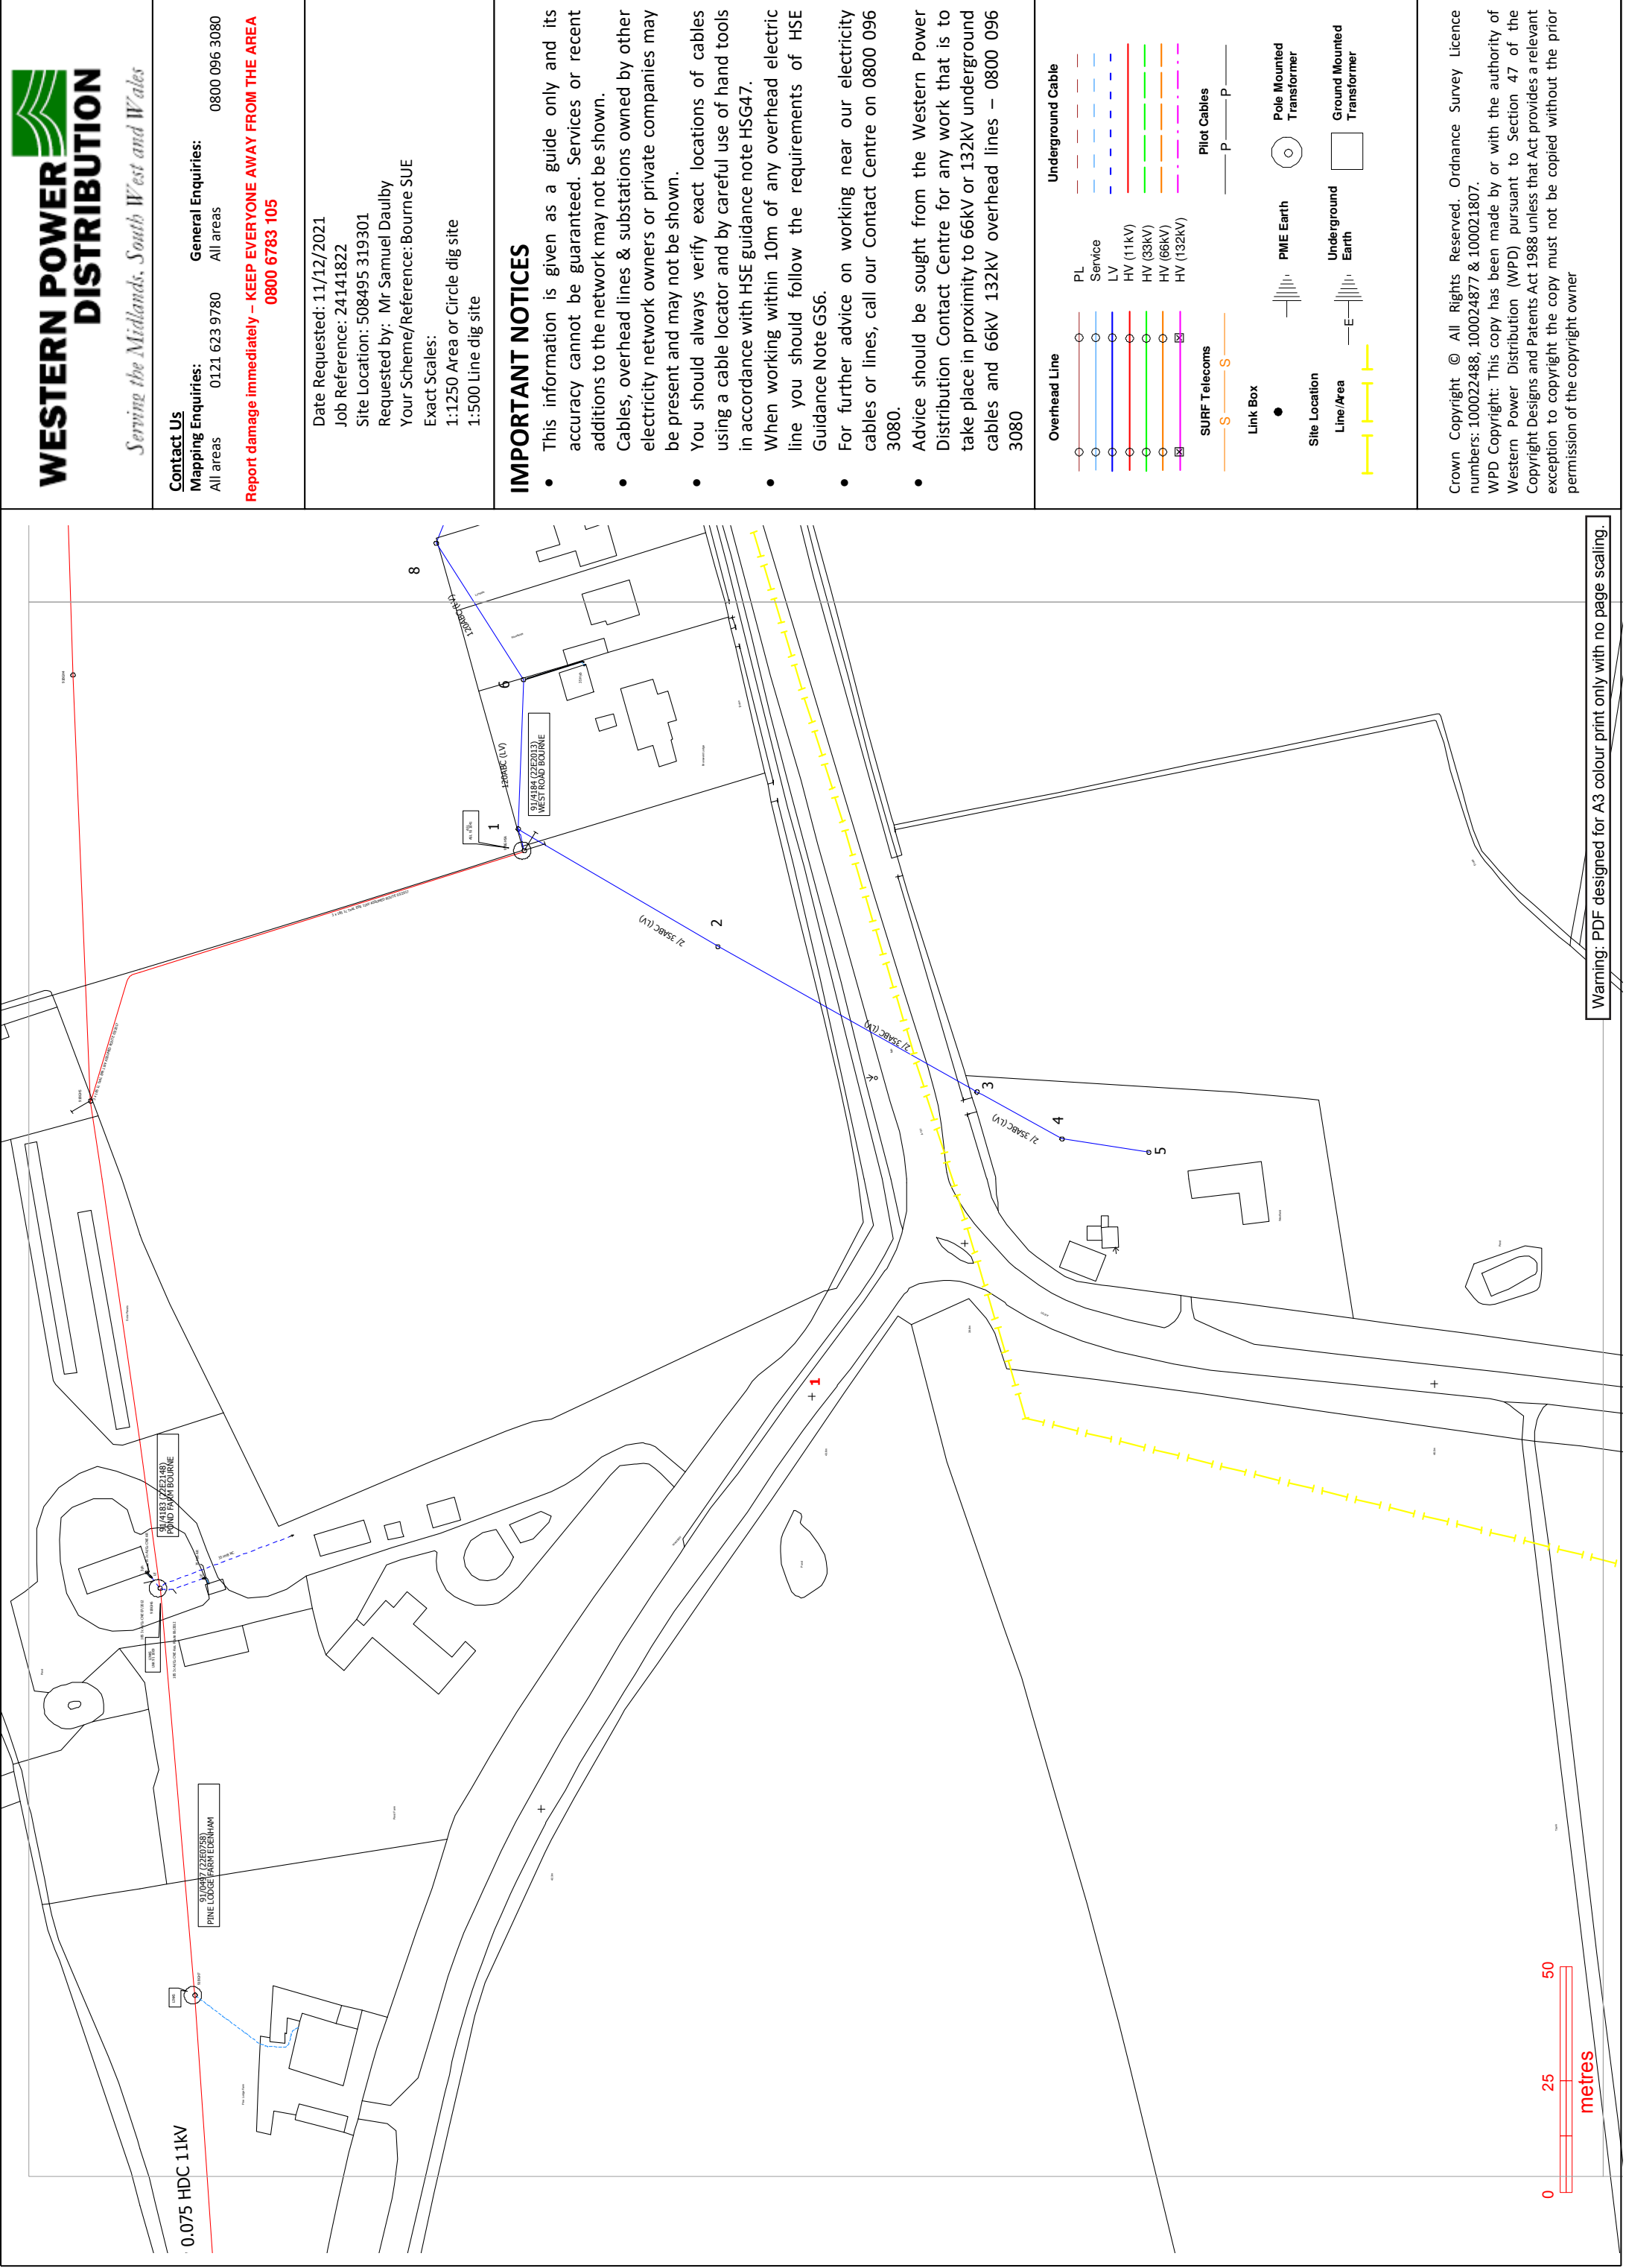 WESTERN POWER
DISTRIBUTION
Serving the Midlands, South West and Wales
Contact Us
Mapping Enquiries: General Enquiries:
All areas 0121 623 9780 All areas 0800 096 3080
Report damage immediately – KEEP EVERYONE AWAY FROM THE AREA
0800 6783 105
Date Requested: 11/12/2021
Job Reference: 24141822
Site Location: 508495 319301
Requested by: Mr Samuel Daulby
Your Scheme/Reference: Bourne SUE
Exact Scales:
1:1250 Area or Circle dig site
1:500 Line dig site
IMPORTANT NOTICES
• This information is given as a guide only and its
accuracy cannot be guaranteed. Services or recent
additions to the network may not be shown.
• Cables, overhead lines & substations owned by other
electricity network owners or private companies may
be present and may not be shown.
• You should always verify exact locations of cables
using a cable locator and by careful use of hand tools
in accordance with HSE guidance note HSG47.
• When working within 10m of any overhead electric
line you should follow the requirements of HSE
Guidance Note GS6.
• For further advice on working near our electricity
cables or lines, call our Contact Centre on 0800 096
3080.
• Advice should be sought from the Western Power
Distribution Contact Centre for any work that is to
take place in proximity to 66kV or 132kV underground
cables and 66kV 132kV overhead lines – 0800 096
3080
Overhead Line Underground Cable
PL
Service
LV
HV (11kV)
HV (33kV)
HV (66kV)
HV (132kV)
SURF Telecoms Pilot Cables
S S P P
Link Box PME Earth Pole Mounted
Transformer
Site Location
Line/Area
Underground
Earth
E
Ground Mounted
Transformer
Crown Copyright © All Rights Reserved. Ordnance Survey Licence
numbers: 100022488, 100024877 & 100021807.
WPD Copyright: This copy has been made by or with the authority of
Western Power Distribution (WPD) pursuant to Section 47 of the
Copyright Designs and Patents Act 1988 unless that Act provides a relevant
exception to copyright the copy must not be copied without the prior
permission of the copyright owner
0.075 HDC 11kV
91/0497 (22E0758)
PINE LODGE FARM EDENHAM
91/4183 (22E2148)
POND FARM BOURNE
91/4184 (22E2013)
WEST ROAD BOURNE
120ABC (LV)
120ABC (LV)
2/ 35ABC (LV)
2/ 35ABC (LV)
2/ 35ABC (LV)
1
2
3
4
5
6
8
1
0 25 50
metres
Warning: PDF designed for A3 colour print only with no page scaling.